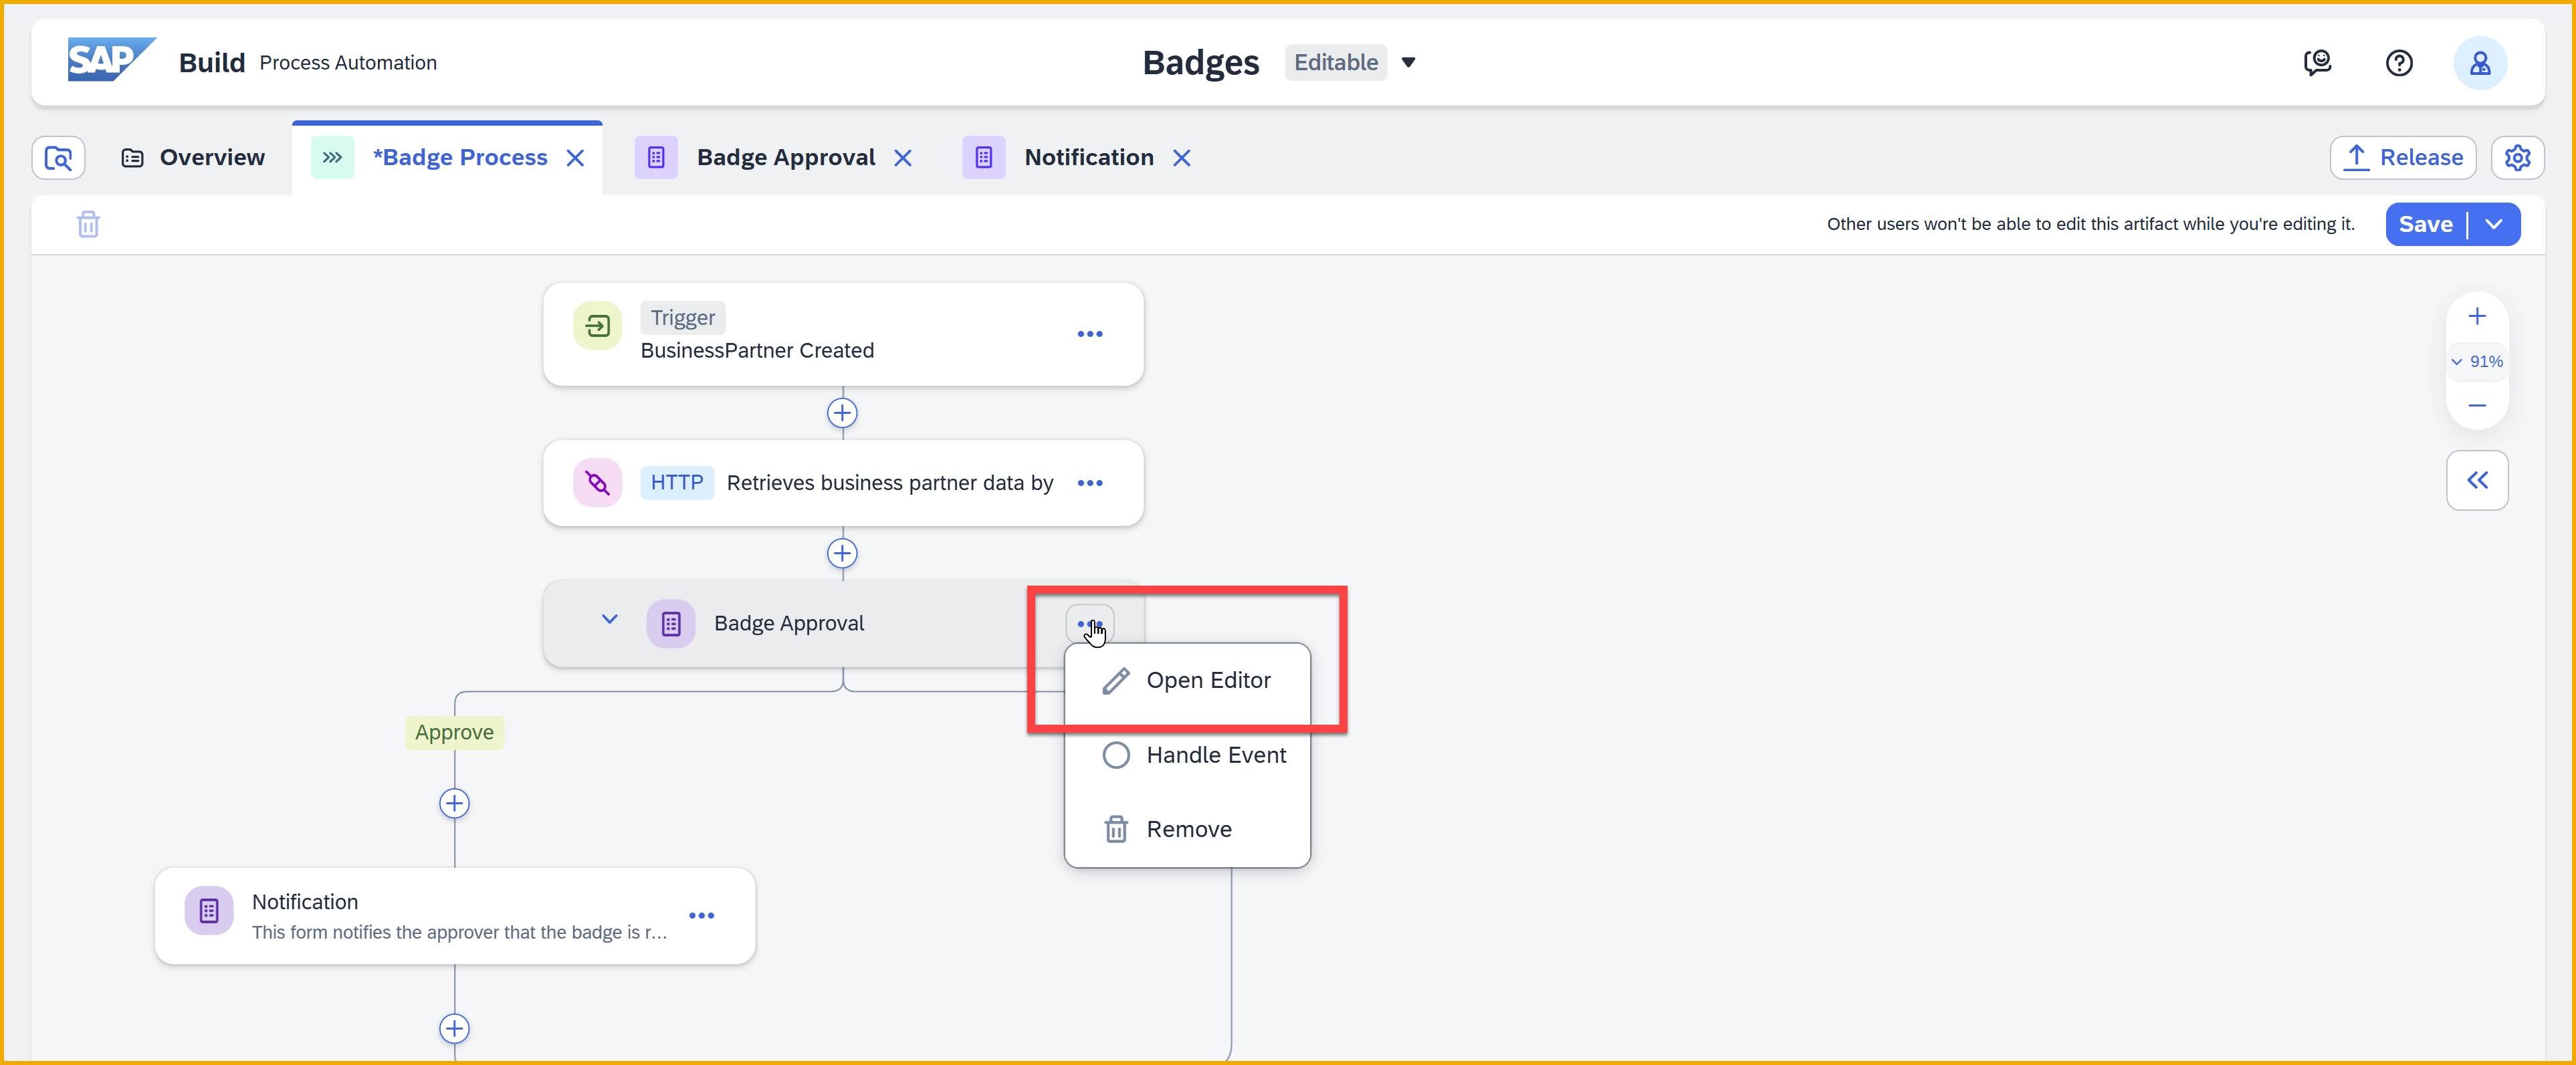 SAP Build Process Automation
Badges Editable
Overview
*Badge Process
Badge Approval
Notification
Release
Other users won't be able to edit this artifact while you're editing it.
Save
Trigger
BusinessPartner Created
91%
HTTP Retrieves business partner data by
Badge Approval
Open Editor
Approve
Handle Event
Remove
Notification
This form notifies the approver that the badge is r...